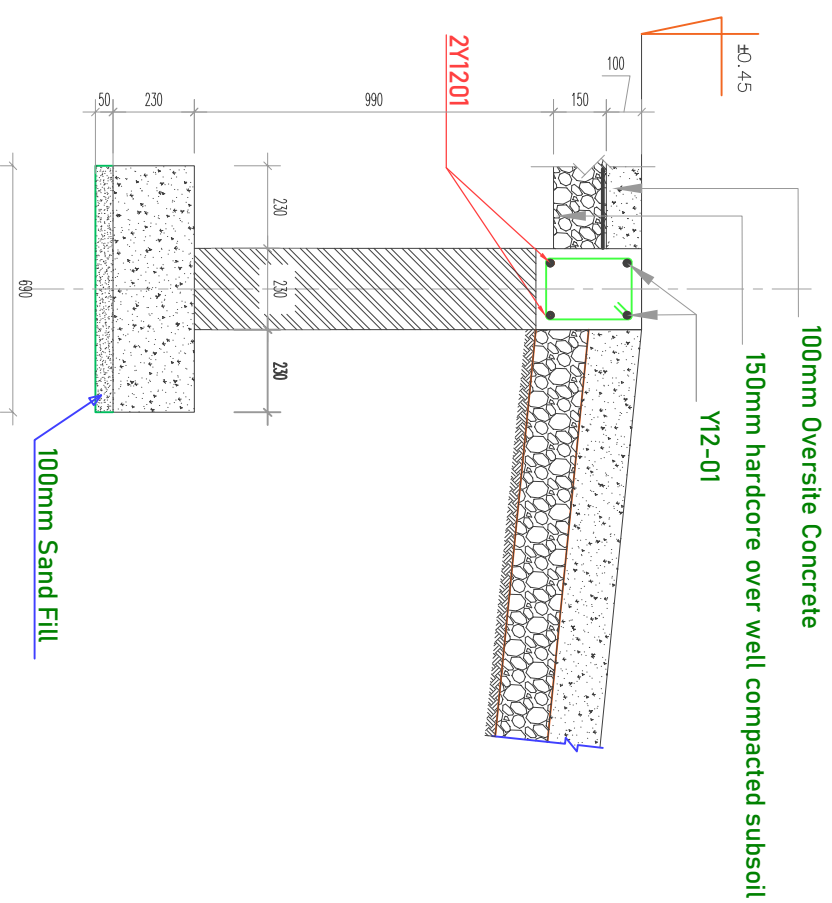 100mm Oversite Concrete
150mm hardcore over well compacted subsoil
Y12-01
±0.45
100
150
990
230
50
2Y1201
230
230
230
690
100mm Sand Fill